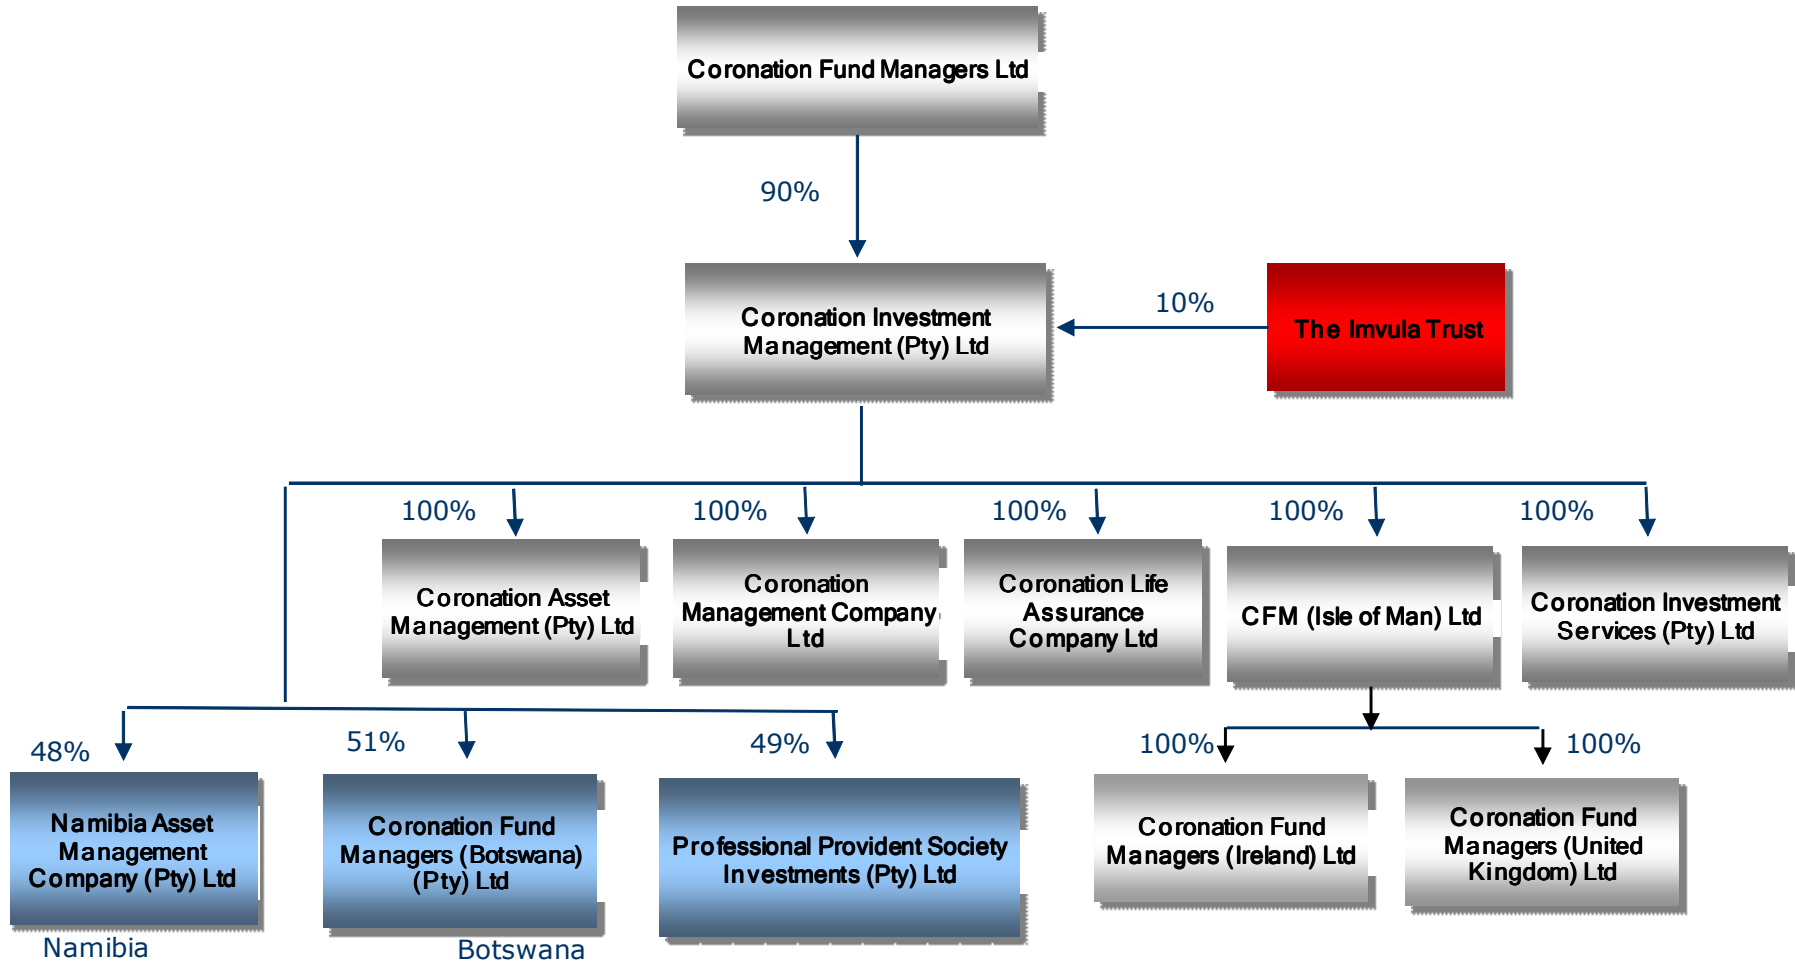 Coronation Fund Managers Ltd
90%
Coronation Investment
Management (Pty) Ltd
10%
The Imvula Trust
100%
100%
100%
100%
100%
Coronation Asset
Management (Pty) Ltd
Coronation
Management Company
Ltd
Coronation Life
Assurance
Company Ltd
CFM (Isle of Man) Ltd
Coronation Investment
Services (Pty) Ltd
48%
51%
49%
100%
100%
Namibia Asset
Management
Company (Pty) Ltd
Coronation Fund
Managers (Botswana)
(Pty) Ltd
Professional Provident Society
Investments (Pty) Ltd
Coronation Fund
Managers (Ireland) Ltd
Coronation Fund
Managers (United
Kingdom) Ltd
Namibia
Botswana